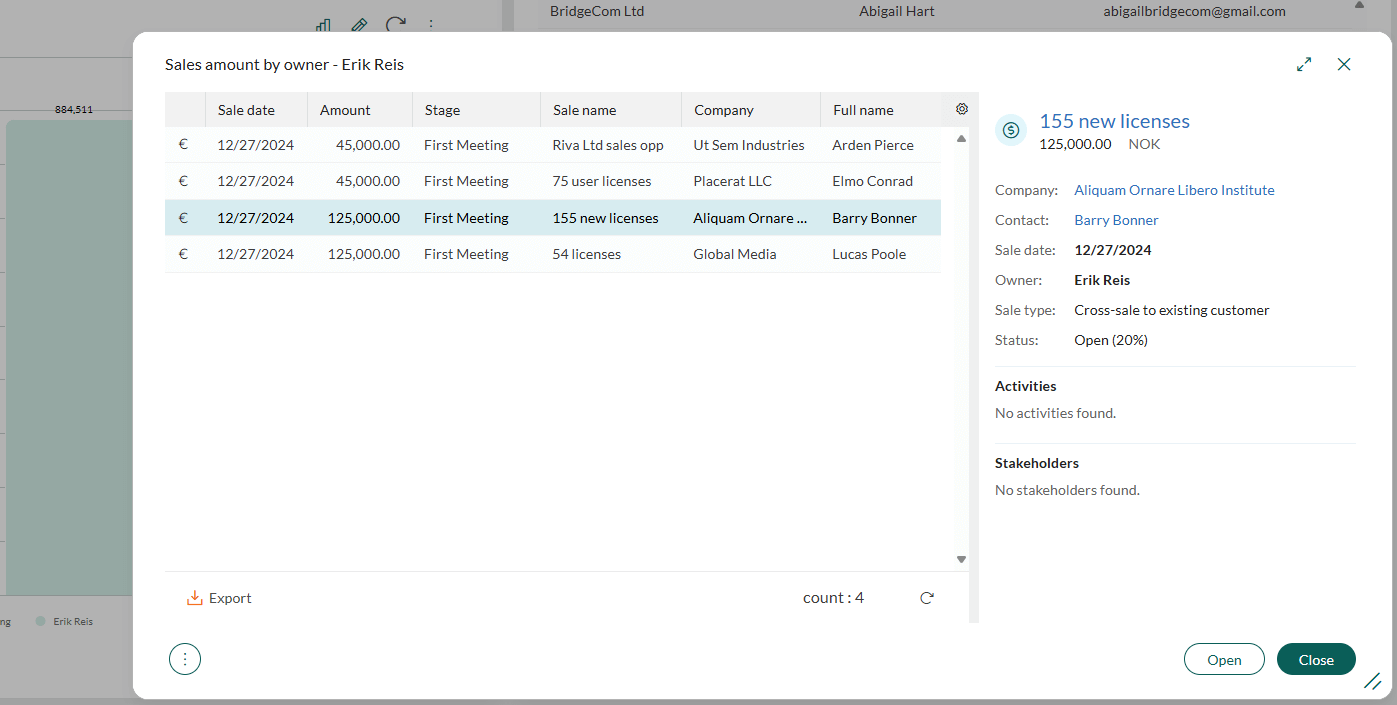 BridgeCom Ltd Abigail Hart abigailbridgecom@gmail.com
Sales amount by owner - Erik Reis
884,511
Sale date Amount Stage Sale name Company Full name
€ 12/27/2024 45,000.00 First Meeting Riva Ltd sales opp Ut Sem Industries Arden Pierce
€ 12/27/2024 45,000.00 First Meeting 75 user licenses Placerat LLC Elmo Conrad
€ 12/27/2024 125,000.00 First Meeting 155 new licenses Aliquam Ornare ... Barry Bonner
€ 12/27/2024 125,000.00 First Meeting 54 licenses Global Media Lucas Poole
Export count : 4
155 new licenses
125,000.00 NOK
Company: Aliquam Ornare Libero Institute
Contact: Barry Bonner
Sale date: 12/27/2024
Owner: Erik Reis
Sale type: Cross-sale to existing customer
Status: Open (20%)
Activities
No activities found.
Stakeholders
No stakeholders found.
ng Erik Reis
Open Close